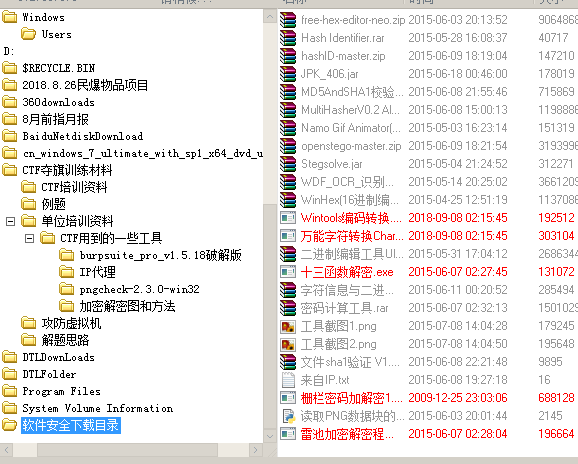 Windows
Users
D:
$RECYCLE.BIN
2018.8.26民爆物品项目
360downloads
8月前指月报
BaiduNetdiskDownload
cn_windows_7_ultimate_with_sp1_x64_dvd_u
CTF夺旗训练材料
CTF培训资料
例题
单位培训资料
CTF用到的一些工具
burpsuite_pro_v1.5.18破解版
IP代理
pngcheck-2.3.0-win32
加密解密图和方法
攻防虚拟机
解题思路
DTLDownLoads
DTLFolder
Program Files
System Volume Information
软件安全下载目录
free-hex-editor-neo.zip 2015-06-03 20:13:52 9064868
Hash Identifier.rar 2015-05-28 16:08:37 40717
hashID-master.zip 2015-06-09 18:19:04 147210
JPK_406.jar 2015-06-18 00:46:00 178019
MD5AndSHA1校验... 2015-06-08 21:55:46 715869
MultiHasherV0.2 Al... 2015-06-08 15:00:13 1198886
Namo Gif Animator(... 2015-05-03 16:23:14 151319
openstego-master.zip 2015-06-09 18:21:54 3193996
Stegsolve.jar 2015-05-04 21:24:52 312271
WDF_OCR_识别... 2015-05-14 20:25:02 3661209
WinHex(16进制编... 2015-04-25 12:51:19 1137086
Wintools编码转换.... 2018-09-08 02:15:45 192512
万能字符转换Char... 2018-09-08 02:15:45 303104
二进制编辑工具UI... 2015-05-31 17:04:12 2686344
十三函数解密.exe 2015-06-07 02:27:45 131072
字符信息与二进... 2015-06-11 00:20:52 285494
密码计算工具.rar 2015-06-07 02:32:13 1501029
工具截图1.png 2015-07-08 14:04:28 179245
工具截图2.png 2015-07-08 14:04:50 195648
文件sha1验证 V1.... 2015-06-08 22:21:48 9895
来自IP.txt 2015-06-08 19:27:18 16
栅栏密码加解密1.... 2009-12-25 23:03:06 688128
读取PNG数据块的... 2015-06-03 20:01:44 2145
雷池加密解密程... 2015-06-07 02:28:04 196664